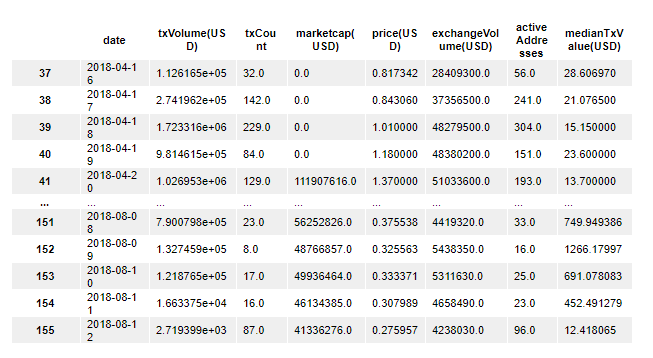 date txVolume(USD) txCount marketcap(USD) price(USD) exchangeVolume(USD) activeAddresses medianTxValue(USD)
37 2018-04-16 1.126165e+05 32.0 0.0 0.817342 28409300.0 56.0 28.606970
38 2018-04-17 2.741962e+05 142.0 0.0 0.843060 37356500.0 241.0 21.076500
39 2018-04-18 1.723316e+06 229.0 0.0 1.010000 48279500.0 304.0 15.150000
40 2018-04-19 9.814615e+05 84.0 0.0 1.180000 48380200.0 151.0 23.600000
41 2018-04-20 1.026953e+06 129.0 111907616.0 1.370000 51033600.0 193.0 13.700000
... ... ... ... ... ... ... ... ...
151 2018-08-08 7.900798e+05 23.0 56252826.0 0.375538 4419320.0 33.0 749.949386
152 2018-08-09 1.327459e+05 8.0 48766857.0 0.325563 5438350.0 16.0 1266.17997
153 2018-08-10 1.218765e+05 17.0 49936464.0 0.333371 5311630.0 25.0 691.078083
154 2018-08-11 1.663375e+04 16.0 46134385.0 0.307989 4658490.0 23.0 452.491279
155 2018-08-12 2.719399e+03 87.0 41336276.0 0.275957 4238030.0 96.0 12.418065